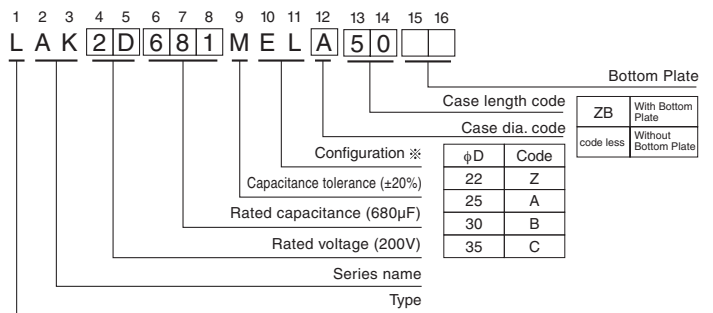 1 2 3 4 5 6 7 8 9 10 11 12 13 14 15 16
L A K 2 D 6 8 1 M E L A 5 0
Bottom Plate
Case length code
ZB With Bottom Plate
code less Without Bottom Plate
Case dia. code
Configuration ※
φD Code
22 Z
25 A
30 B
35 C
Capacitance tolerance (±20%)
Rated capacitance (680µF)
Rated voltage (200V)
Series name
Type